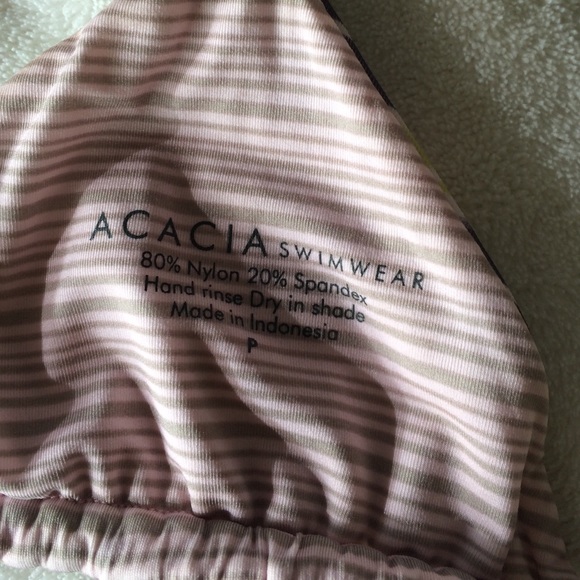 ACACIA SWIMWEAR
80% Nylon 20% Spandex
Hand rinse Dry in shade
Made in Indonesia
P